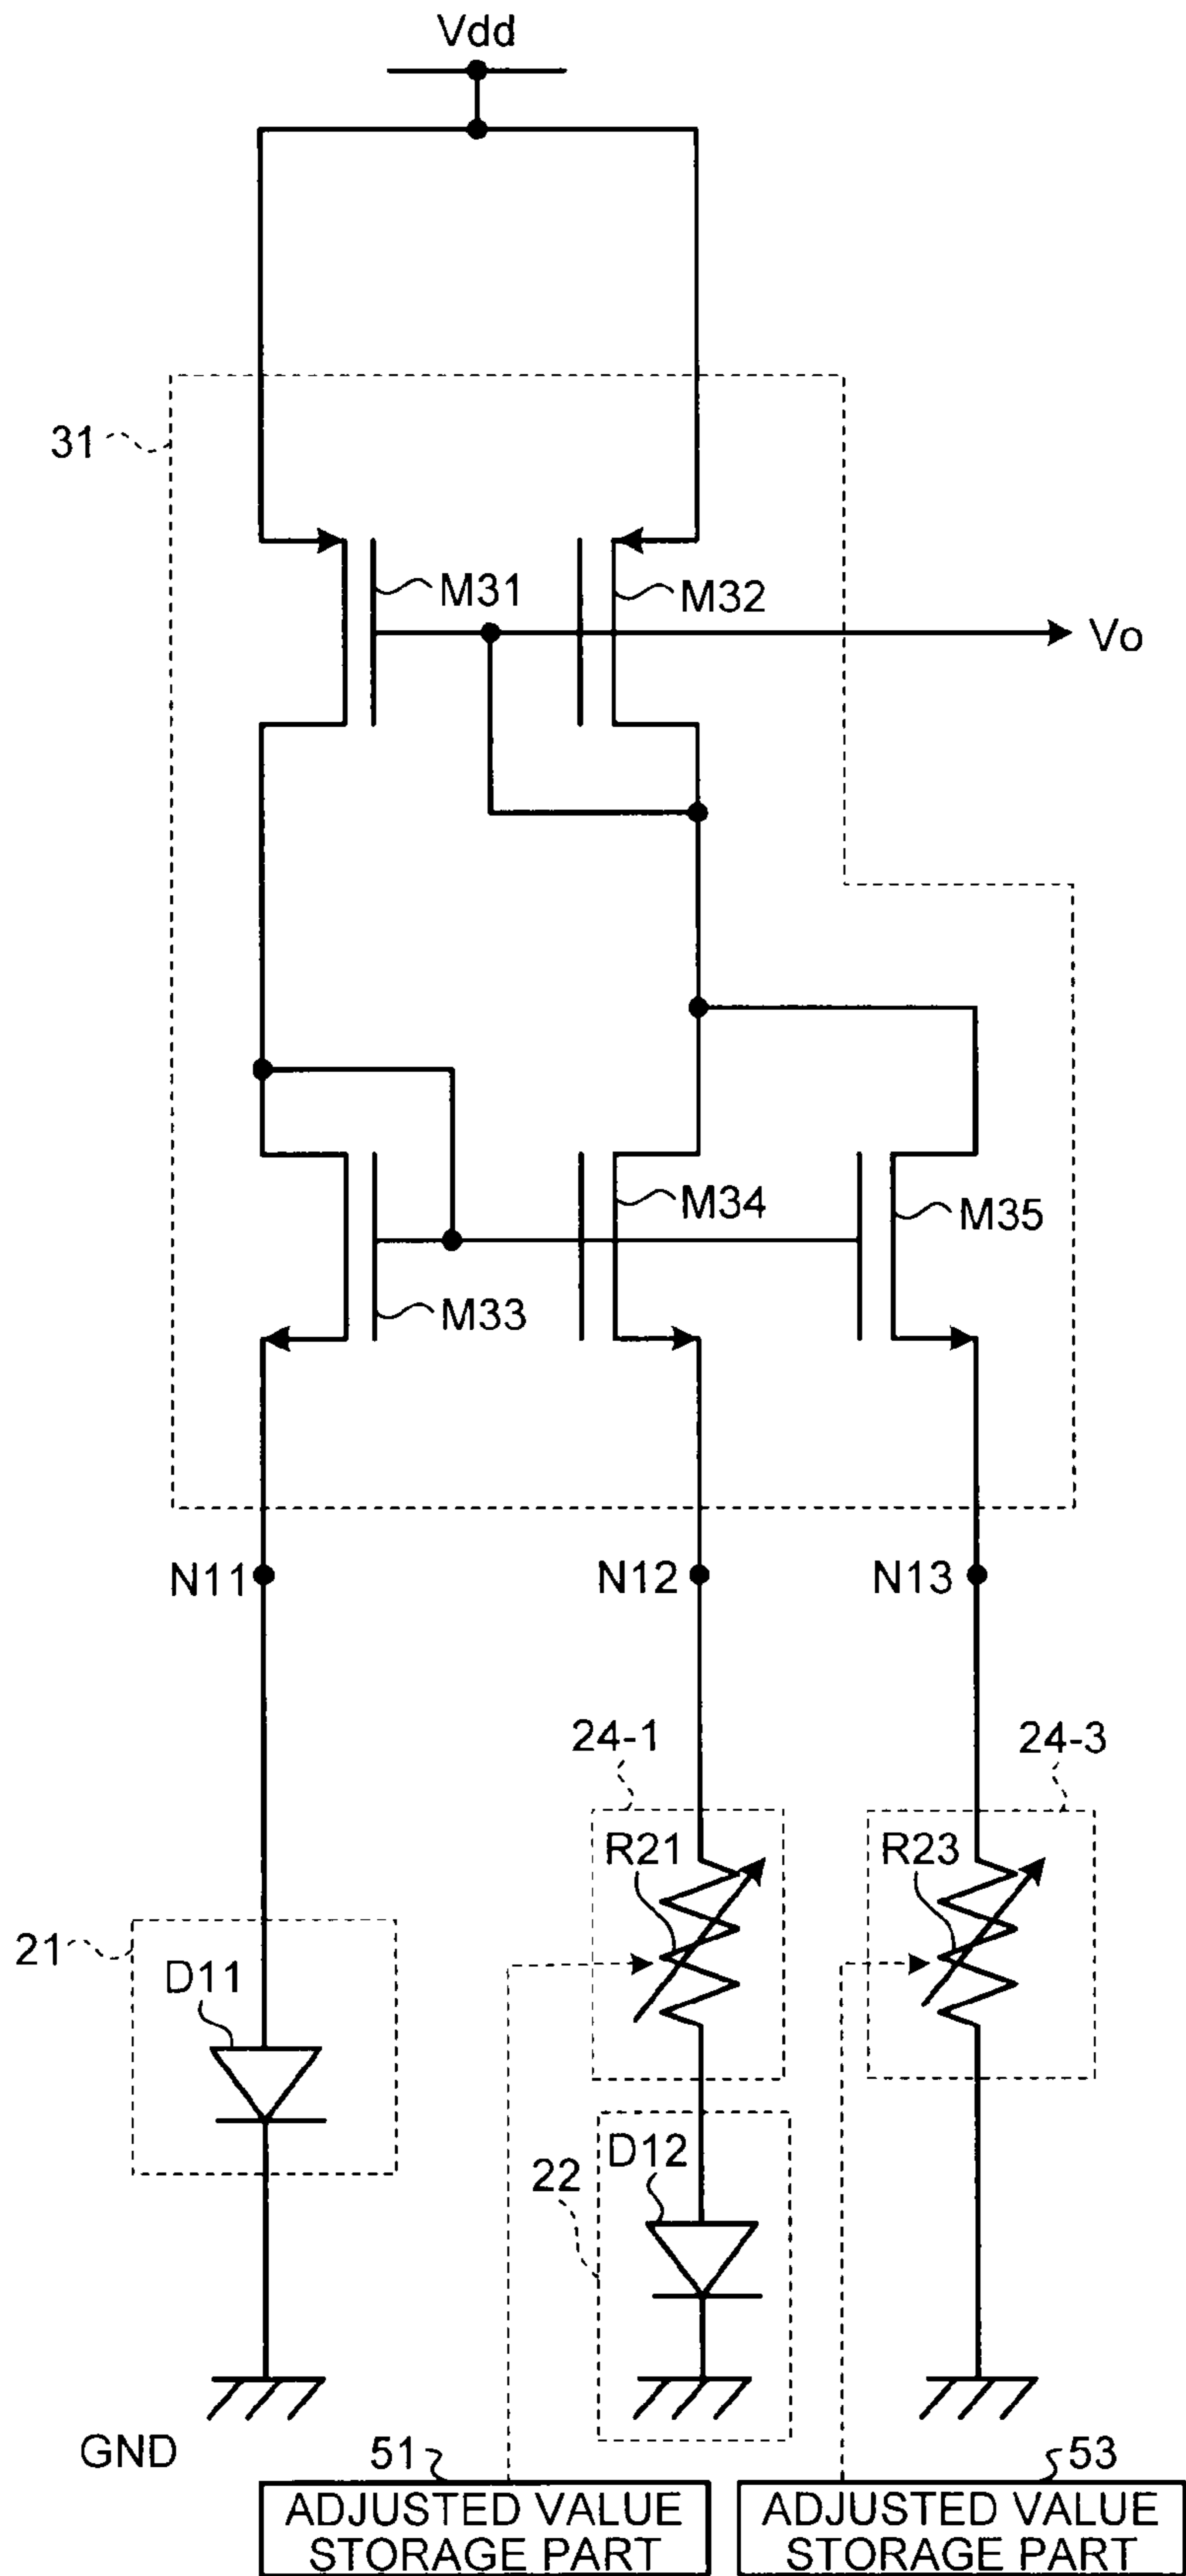 Vdd
31
M31
M32
Vo
M34
M35
M33
N11
N12
N13
24-1
24-3
R21
R23
21
D11
D12
22
GND
51
53
ADJUSTED VALUE
STORAGE PART
ADJUSTED VALUE
STORAGE PART